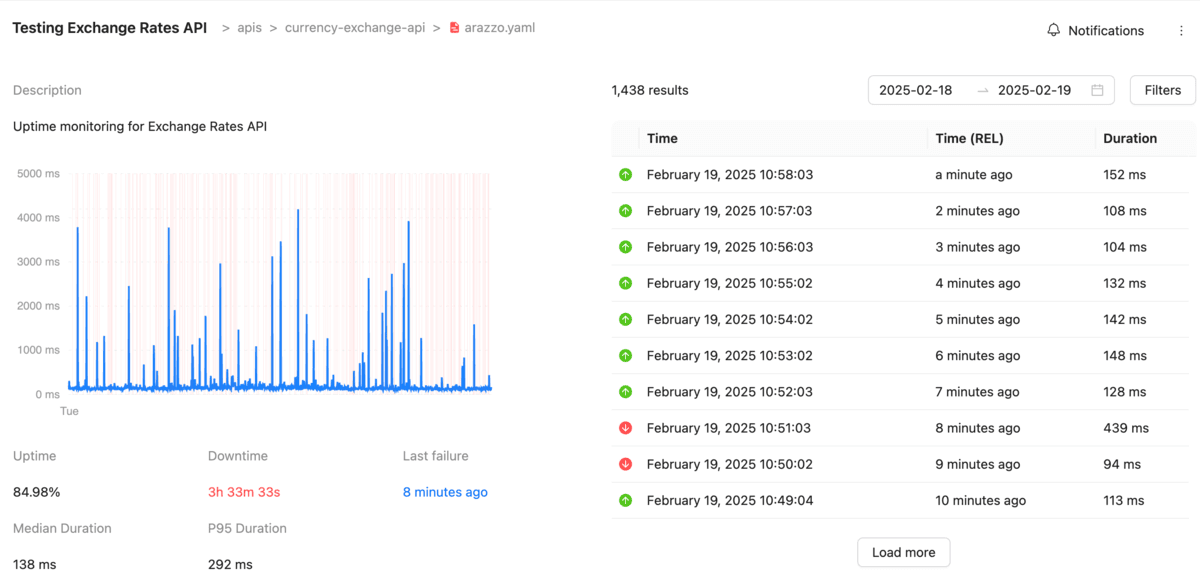 Testing Exchange Rates API > apis > currency-exchange-api > arazzo.yaml
Notifications
Description
Uptime monitoring for Exchange Rates API
5000 ms
4000 ms
3000 ms
2000 ms
1000 ms
0 ms
Tue
Uptime Downtime Last failure
84.98% 3h 33m 33s 8 minutes ago
Median Duration P95 Duration
138 ms 292 ms
1,438 results 2025-02-18 → 2025-02-19 Filters
Time Time (REL) Duration
February 19, 2025 10:58:03 a minute ago 152 ms
February 19, 2025 10:57:03 2 minutes ago 108 ms
February 19, 2025 10:56:03 3 minutes ago 104 ms
February 19, 2025 10:55:02 4 minutes ago 132 ms
February 19, 2025 10:54:02 5 minutes ago 142 ms
February 19, 2025 10:53:02 6 minutes ago 148 ms
February 19, 2025 10:52:03 7 minutes ago 128 ms
February 19, 2025 10:51:03 8 minutes ago 439 ms
February 19, 2025 10:50:02 9 minutes ago 94 ms
February 19, 2025 10:49:04 10 minutes ago 113 ms
Load more